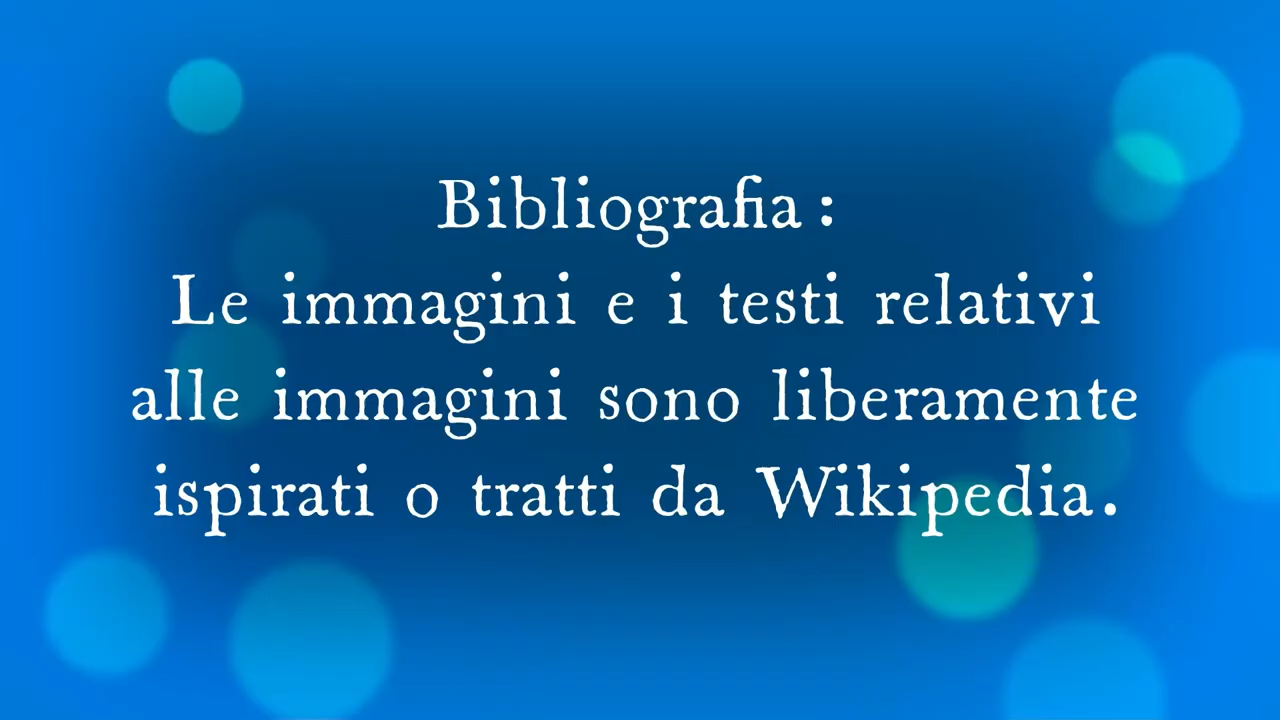 Bibliografia :
Le immagini e i testi relativi
alle immagini sono liberamente
ispirati o tratti da Wikipedia.